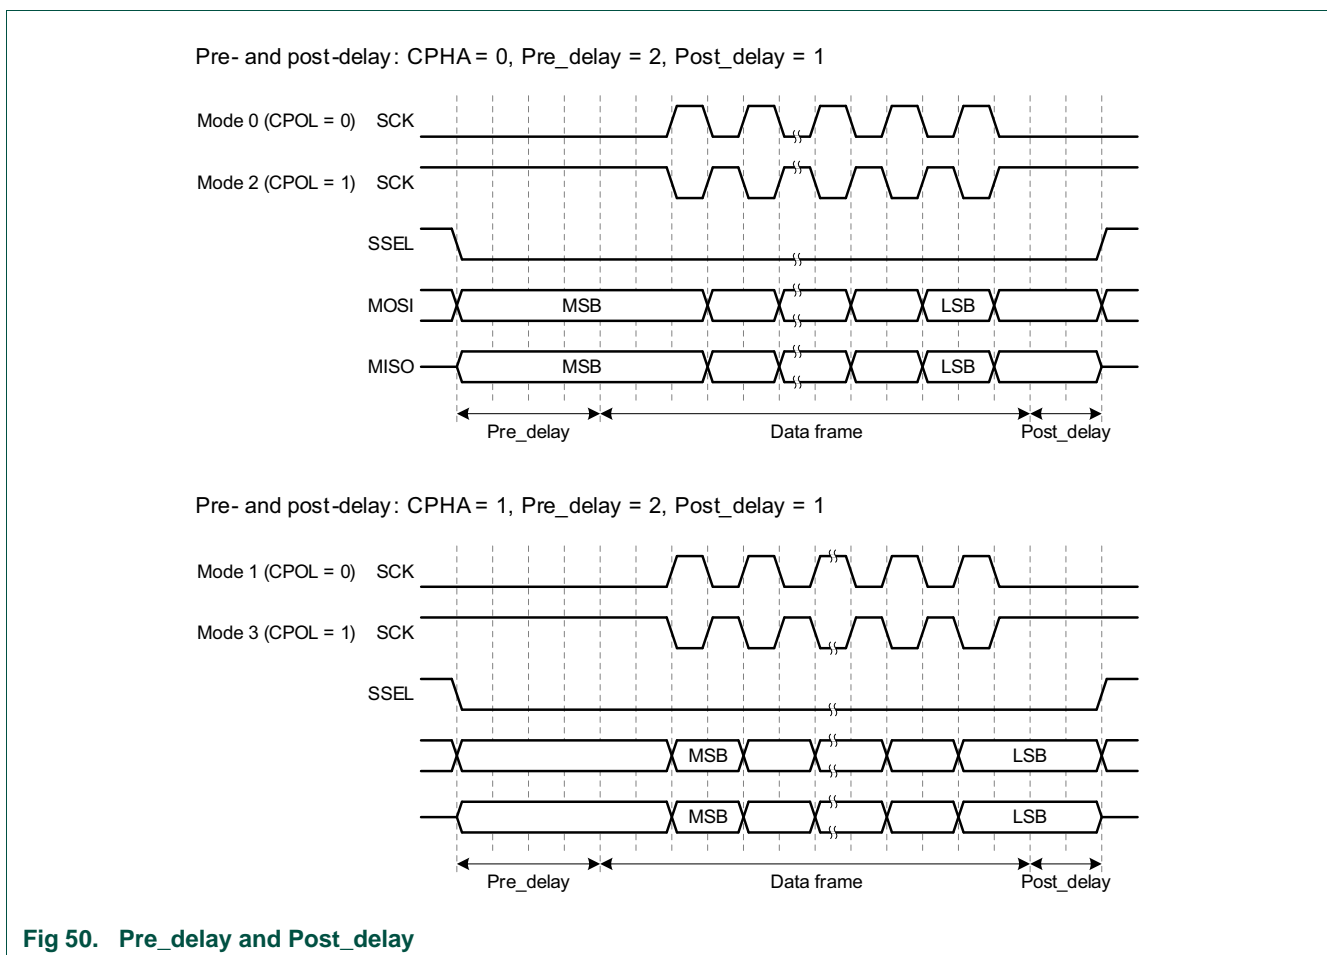 Pre- and post-delay: CPHA = 0, Pre_delay = 2, Post_delay = 1
Mode 0 (CPOL = 0) SCK
Mode 2 (CPOL = 1) SCK
SSEL
MOSI MSB LSB
MISO MSB LSB
Pre_delay Data frame Post_delay
Pre- and post-delay: CPHA = 1, Pre_delay = 2, Post_delay = 1
Mode 1 (CPOL = 0) SCK
Mode 3 (CPOL = 1) SCK
SSEL
MSB LSB
MSB LSB
Pre_delay Data frame Post_delay
Fig 50. Pre_delay and Post_delay